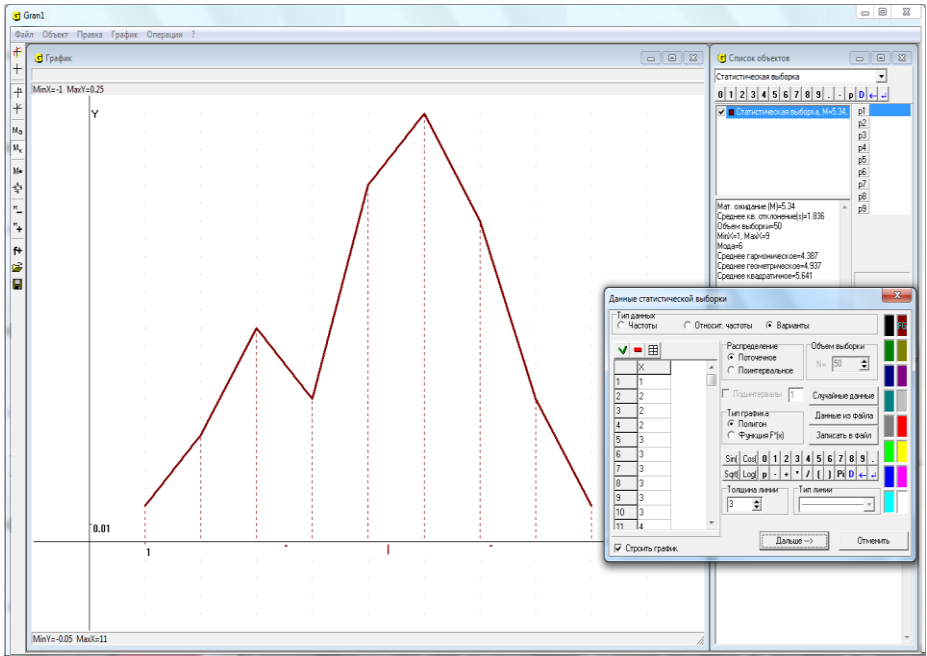 Gran1
Файл Объект Правка График Операции ?
График
MinX=-1 MaxY=0.25
Y
0.01
1
MinY=-0.05 MaxX=11
Список объектов
Статистическая выборка
0 1 2 3 4 5 6 7 8 9 . - p D ← ↵
Статистическая выборка, M=5.34,
p1
p2
p3
p4
p5
p6
p7
p8
p9
Мат. ожидание (M)=5.34
Среднее кв. отклонение(s)=1.836
Объем выборки=50
MinX=1, MaxX=9
Мода=6
Среднее гармоническое=4.387
Среднее геометрическое=4.937
Среднее квадратичное=5.641
Данные статистической выборки
Тип данных
Частоты Относит. частоты Варианты
X
1 1
2 2
3 2
4 2
5 3
6 3
7 3
8 3
9 3
10 3
11 4
Распределение
Поточечное
Поинтервальное
Объем выборки
N= 50
Подинтервалы 1
Случайные данные
Тип графика
Полигон
Функция F*(x)
Данные из файла
Записать в файл
Sin( Cos( 0 1 2 3 4 5 6 7 8 9 .
Sqrt( Log( p - + * / ( ) Pi D ← ↵
Толщина линии
3
Тип линии
FG
Строить график
Дальше -->
Отменить